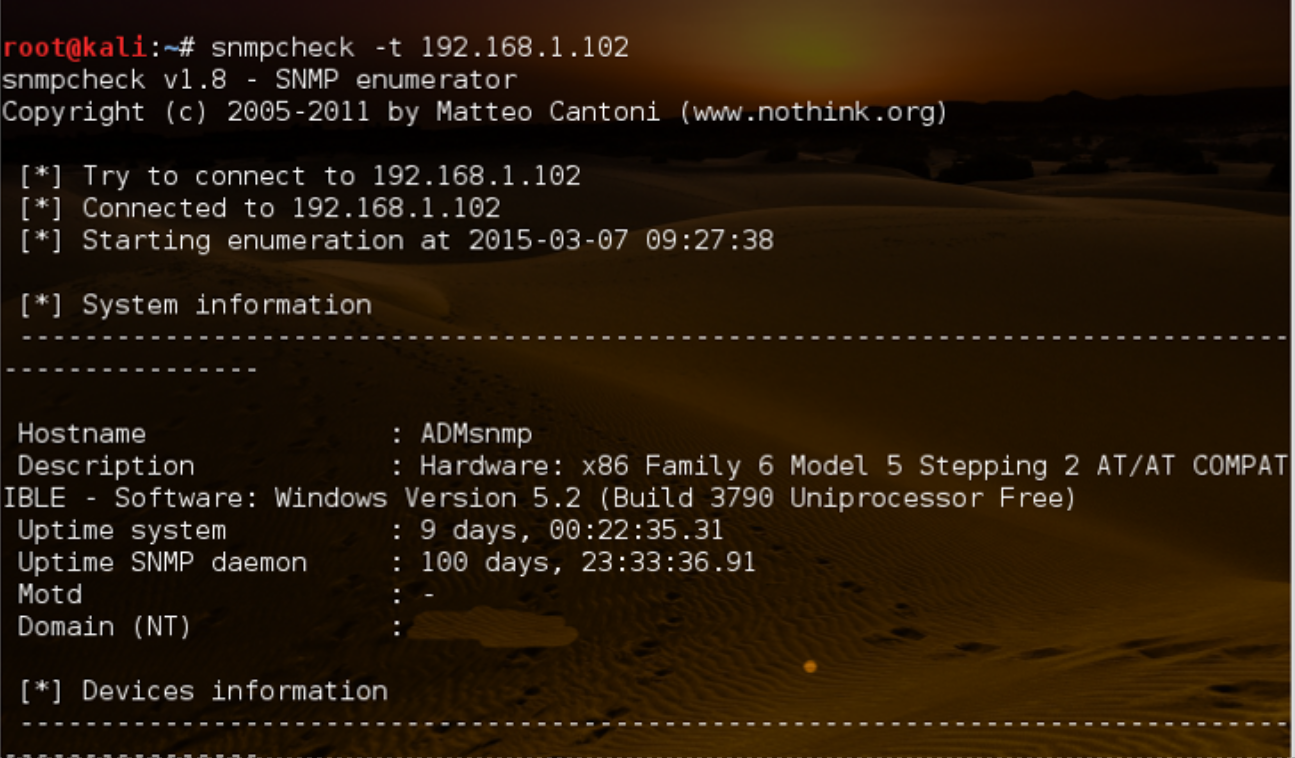 root@kali:~# snmpcheck -t 192.168.1.102
snmpcheck v1.8 - SNMP enumerator
Copyright (c) 2005-2011 by Matteo Cantoni (www.nothink.org)
[*] Try to connect to 192.168.1.102
[*] Connected to 192.168.1.102
[*] Starting enumeration at 2015-03-07 09:27:38
[*] System information
--------------------------------------------------------------------------------
----------------
Hostname : ADMsnmp
Description : Hardware: x86 Family 6 Model 5 Stepping 2 AT/AT COMPAT
IBLE - Software: Windows Version 5.2 (Build 3790 Uniprocessor Free)
Uptime system : 9 days, 00:22:35.31
Uptime SNMP daemon : 100 days, 23:33:36.91
Motd : -
Domain (NT) :
[*] Devices information
--------------------------------------------------------------------------------
----------------